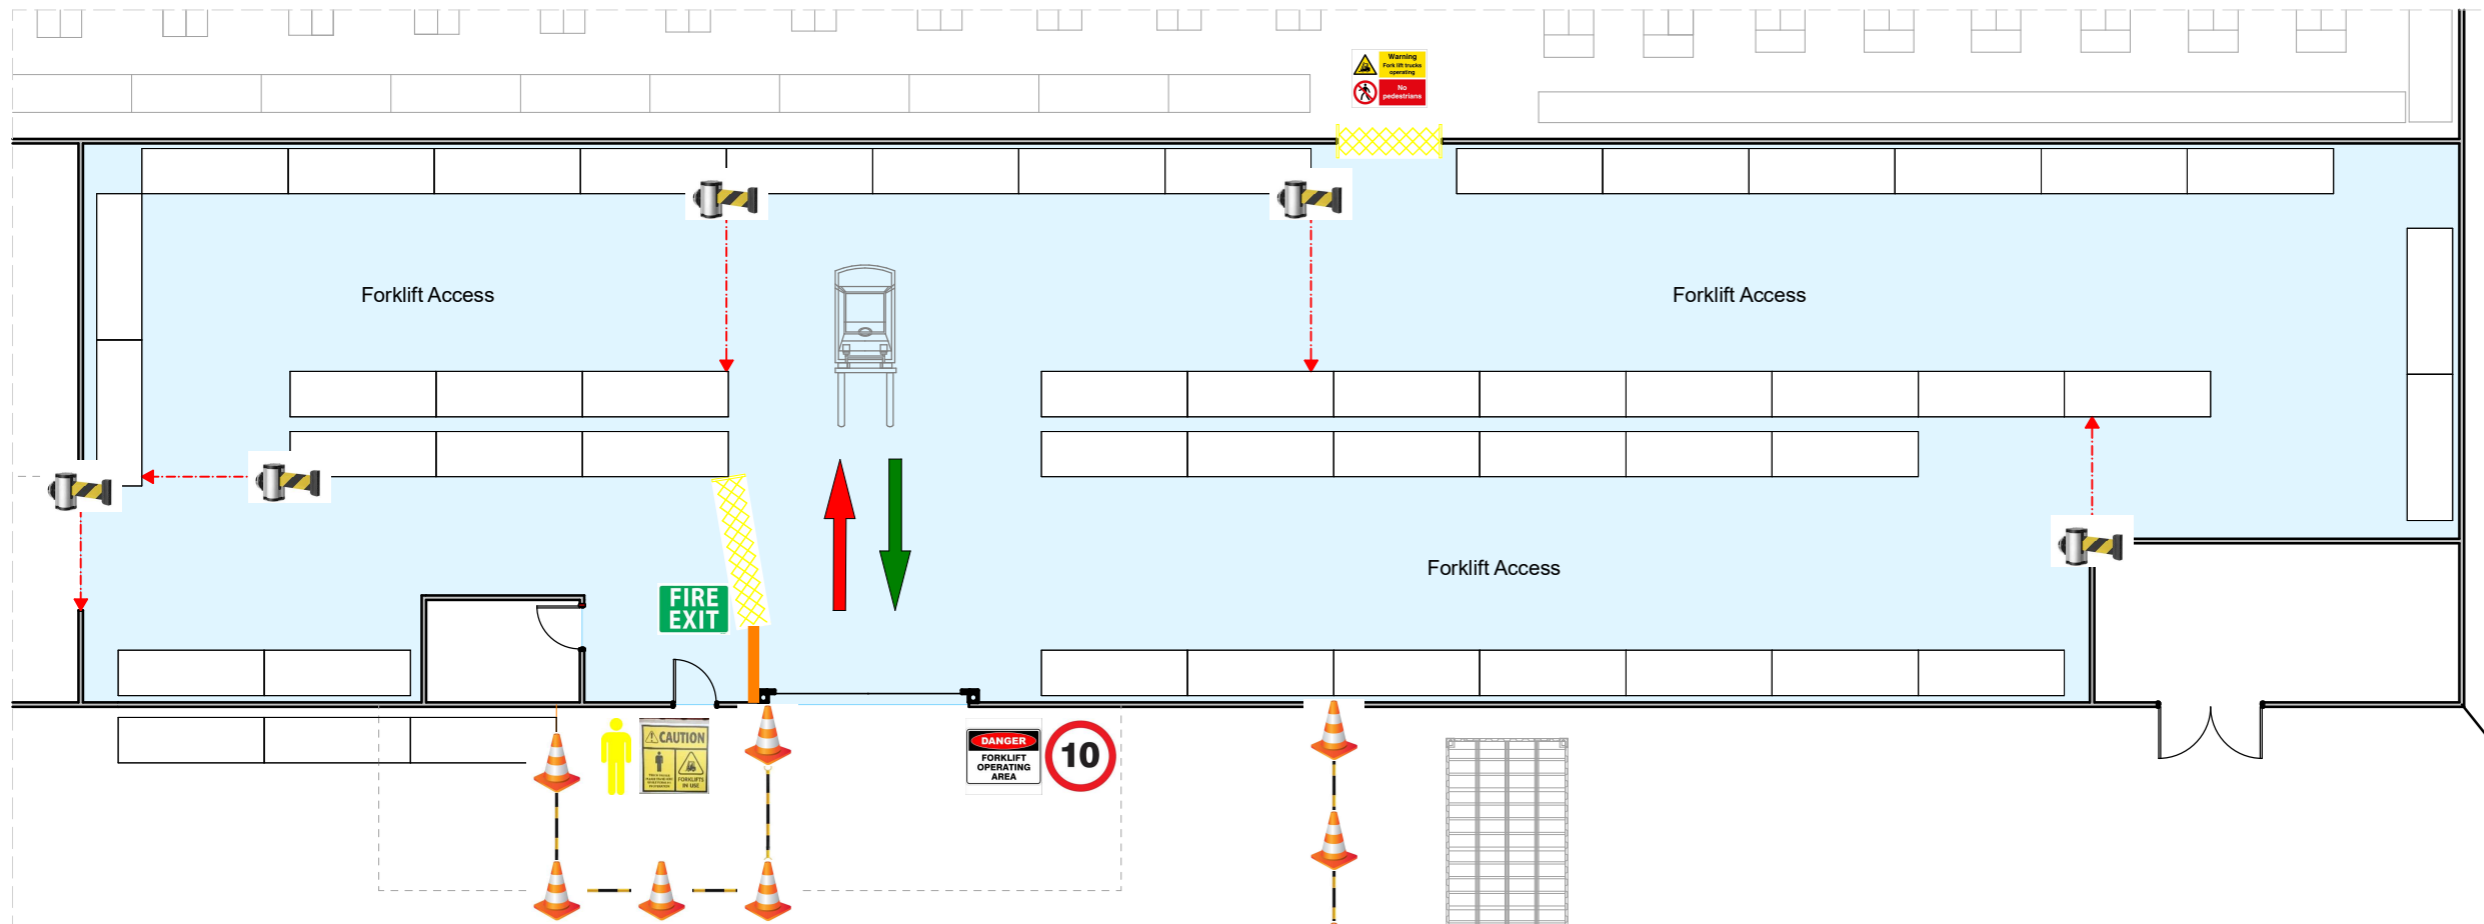 Warning
Fork lift trucks
operating
No
pedestrians
Forklift Access
Forklift Access
Forklift Access
FIRE
EXIT
CAUTION
FORKLIFTS
IN USE
DANGER
FORKLIFT
OPERATING
AREA
10